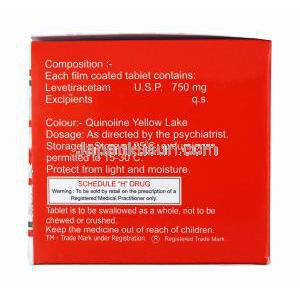 Composition :-
Each film coated tablet contains:
Levetiracetam U.S.P. 750 mg
Excipients q.s.
Colour:- Quinoline Yellow Lake
Dosage: As directed by the psychiatrist.
Storage
permitted to 15-30°C
Protect from light and moisture.
SCHEDULE "H" DRUG
Warning : To be sold by retail on the prescription of a
Registered Medical Practitioner only.
Tablet is to be swallowed as a whole, not to
be chewed or crushed.
Keep the medicine out of reach of children.
TM - Trade Mark under Registration ® Registered Trade Mark